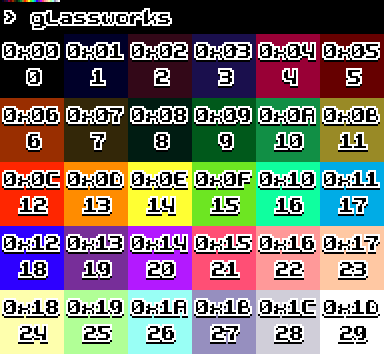 > glassworks
0x00 0x01 0x02 0x03 0x04 0x05
0 1 2 3 4 5
0x06 0x07 0x08 0x09 0x0A 0x0B
6 7 8 9 10 11
0x0C 0x0D 0x0E 0x0F 0x10 0x11
12 13 14 15 16 17
0x12 0x13 0x14 0x15 0x16 0x17
18 19 20 21 22 23
0x18 0x19 0x1A 0x1B 0x1C 0x1D
24 25 26 27 28 29